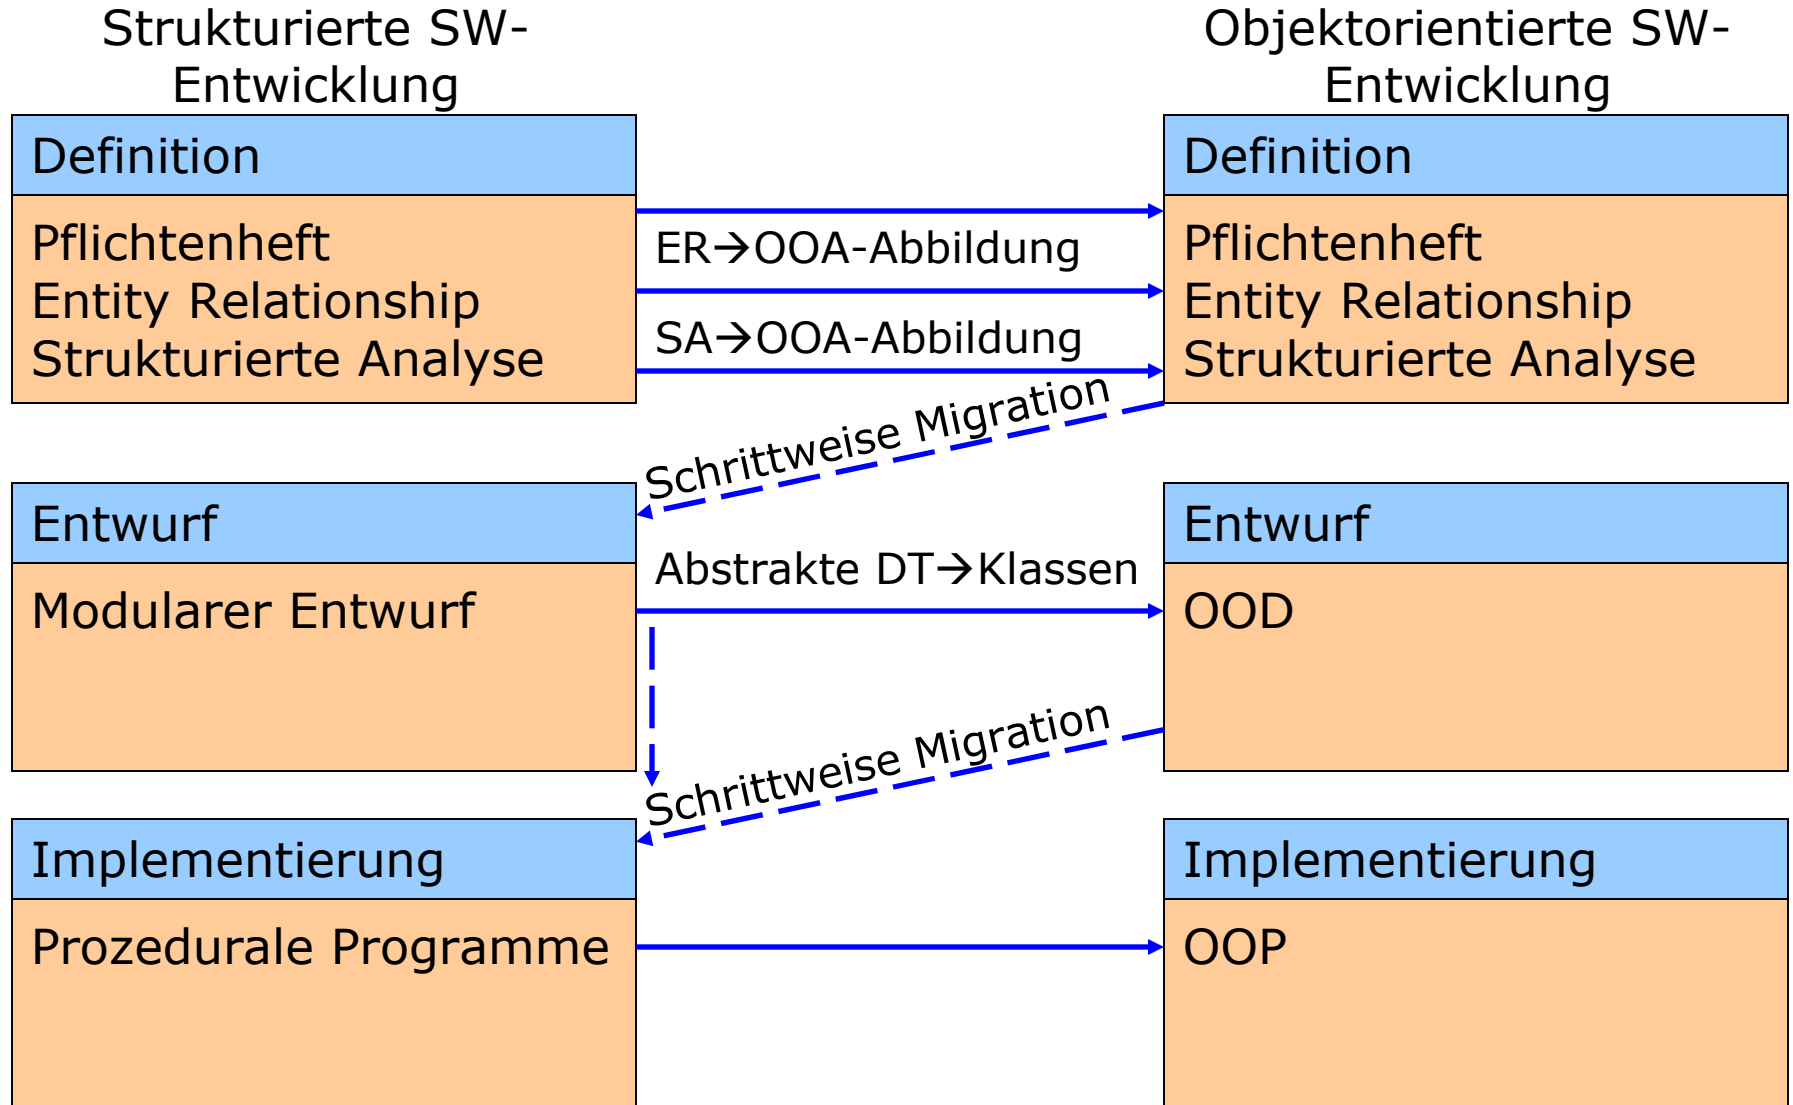 Strukturierte SW-
Entwicklung
Objektorientierte SW-
Entwicklung
Definition
Pflichtenheft
Entity Relationship
Strukturierte Analyse
ER→OOA-Abbildung
SA→OOA-Abbildung
Definition
Pflichtenheft
Entity Relationship
Strukturierte Analyse
Schrittweise Migration
Entwurf
Modularer Entwurf
Abstrakte DT→Klassen
Entwurf
OOD
Schrittweise Migration
Implementierung
Prozedurale Programme
Implementierung
OOP